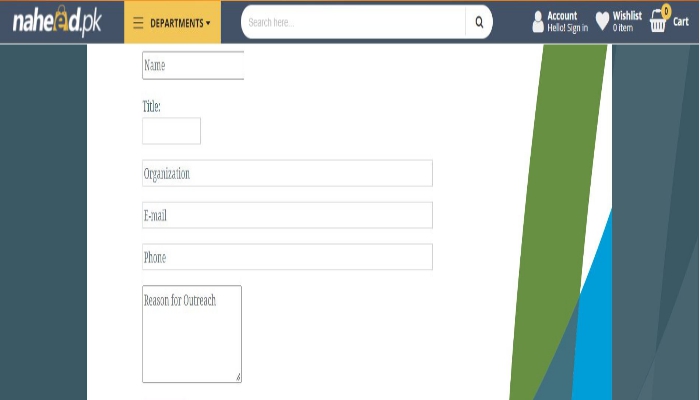 naheed.pk
DEPARTMENTS
Search here...
Account
Hello! Sign in
Wishlist
0 item
0
Cart
Name
Title:
Organization
E-mail
Phone
Reason for Outreach